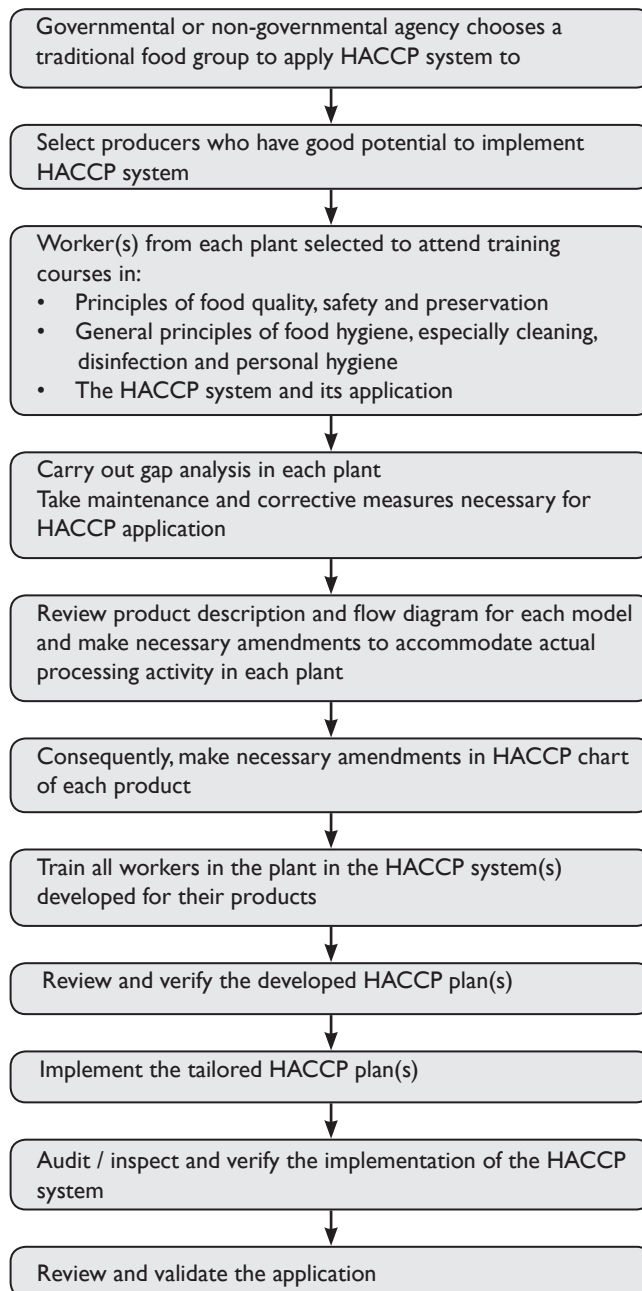 Governmental or non-governmental agency chooses a
traditional food group to apply HACCP system to
Select producers who have good potential to implement
HACCP system
Worker(s) from each plant selected to attend training
courses in:
• Principles of food quality, safety and preservation
• General principles of food hygiene, especially cleaning,
disinfection and personal hygiene
• The HACCP system and its application
Carry out gap analysis in each plant
Take maintenance and corrective measures necessary for
HACCP application
Review product description and flow diagram for each model
and make necessary amendments to accommodate actual
processing activity in each plant
Consequently, make necessary amendments in HACCP chart
of each product
Train all workers in the plant in the HACCP system(s)
developed for their products
Review and verify the developed HACCP plan(s)
Implement the tailored HACCP plan(s)
Audit / inspect and verify the implementation of the HACCP
system
Review and validate the application